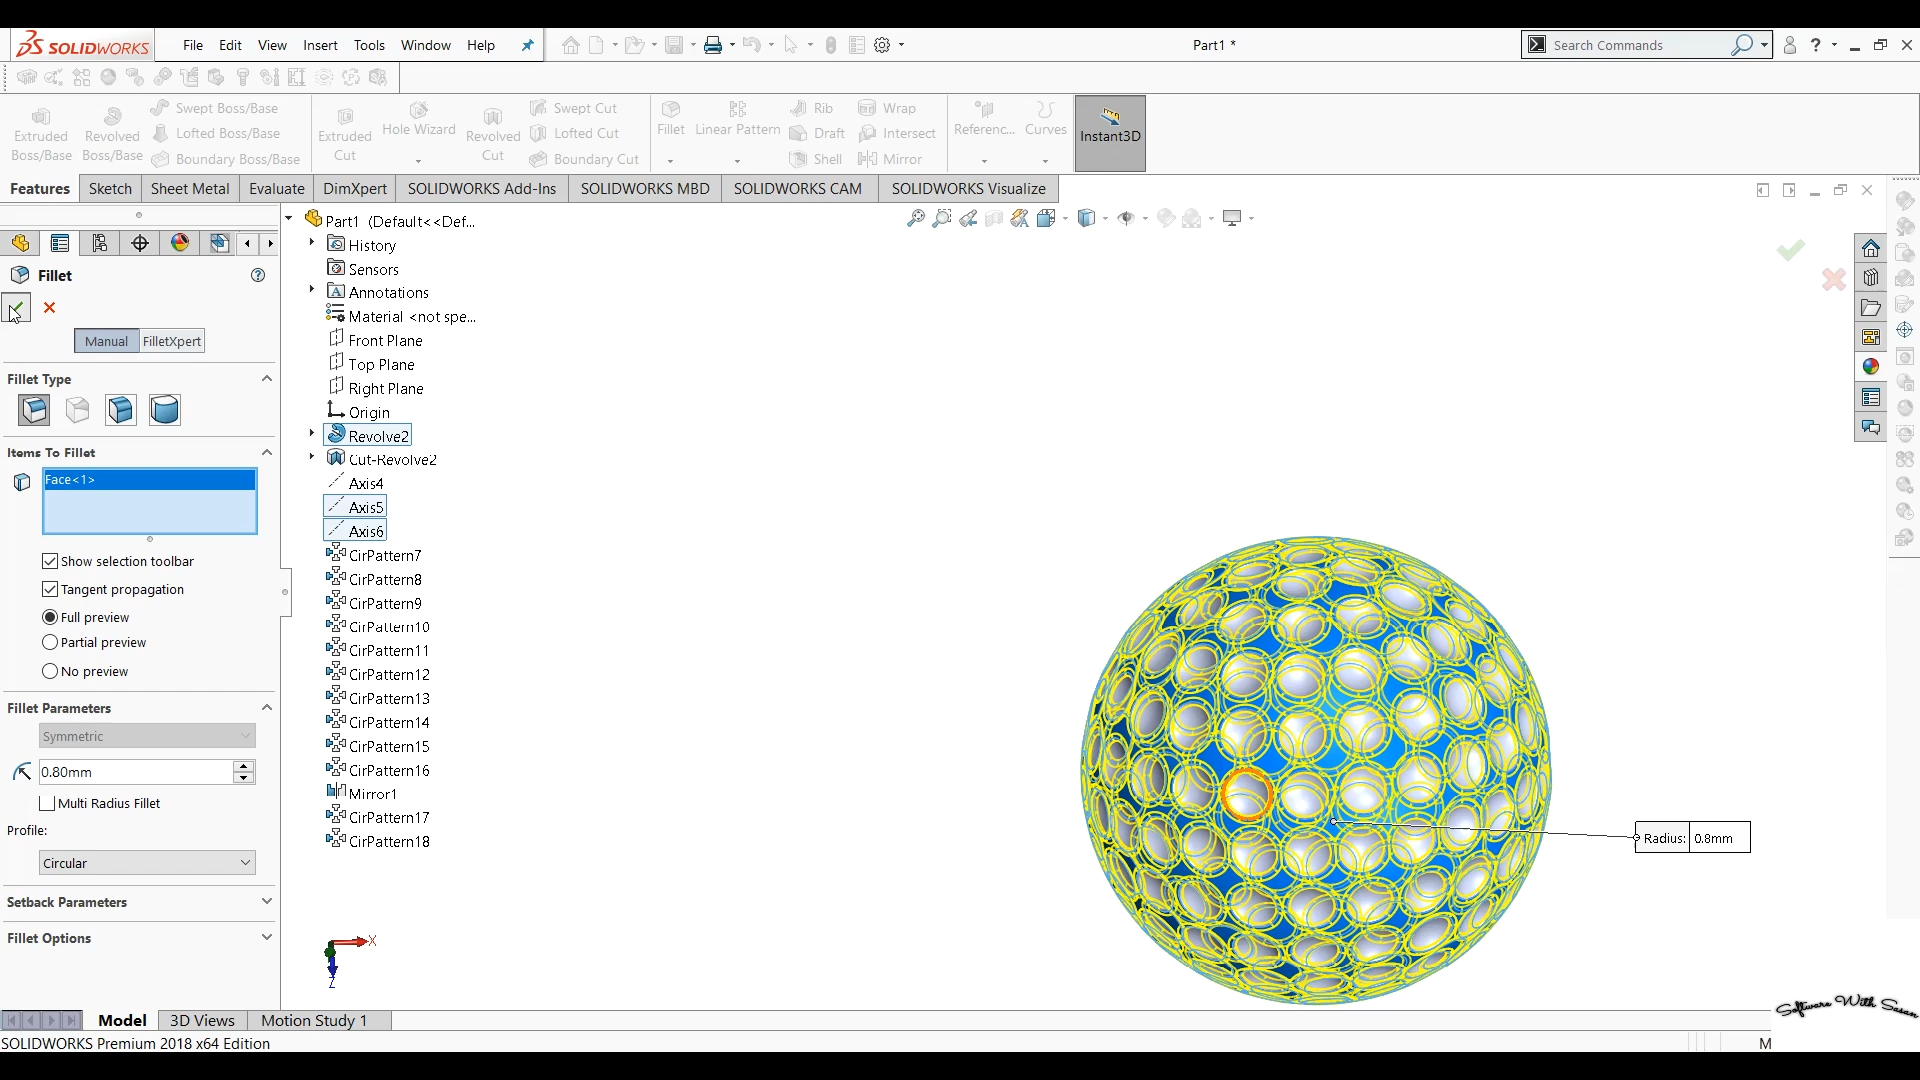 SOLIDWORKS File Edit View Insert Tools Window Help Part1 * Search Commands ?
Extruded Boss/Base
Revolved Boss/Base
Swept Boss/Base
Lofted Boss/Base
Boundary Boss/Base
Extruded Cut
Hole Wizard
Revolved Cut
Swept Cut
Lofted Cut
Boundary Cut
Fillet
Linear Pattern
Rib
Draft
Shell
Wrap
Intersect
Mirror
Referenc...
Curves
Instant3D
Features Sketch Sheet Metal Evaluate DimXpert SOLIDWORKS Add-Ins SOLIDWORKS MBD SOLIDWORKS CAM SOLIDWORKS Visualize
Fillet
Manual FilletXpert
Fillet Type
Items To Fillet
Face<1>
Show selection toolbar
Tangent propagation
Full preview
Partial preview
No preview
Fillet Parameters
Symmetric
0.80mm
Multi Radius Fillet
Profile:
Circular
Setback Parameters
Fillet Options
Part1 (Default<<Def...
History
Sensors
Annotations
Material <not spe...
Front Plane
Top Plane
Right Plane
Origin
Revolve2
Cut-Revolve2
Axis4
Axis5
Axis6
CirPattern7
CirPattern8
CirPattern9
CirPattern10
CirPattern11
CirPattern12
CirPattern13
CirPattern14
CirPattern15
CirPattern16
Mirror1
CirPattern17
CirPattern18
X
Z
Radius: 0.8mm
Software With Sasan
Model 3D Views Motion Study 1
SOLIDWORKS Premium 2018 x64 Edition M